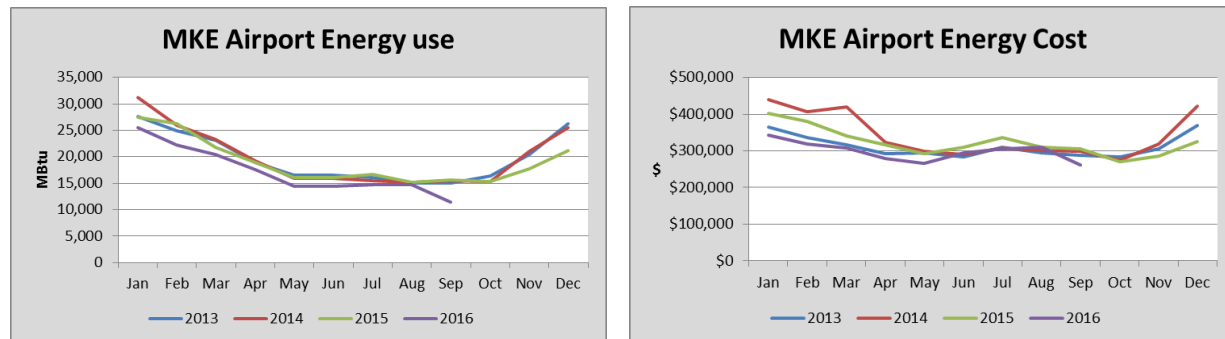 MKE Airport Energy use
35,000
30,000
25,000
20,000
15,000
10,000
5,000
0
MBtu
Jan Feb Mar Apr May Jun Jul Aug Sep Oct Nov Dec
2013 2014 2015 2016
MKE Airport Energy Cost
$500,000
$400,000
$300,000
$200,000
$100,000
$0
$
Jan Feb Mar Apr May Jun Jul Aug Sep Oct Nov Dec
2013 2014 2015 2016